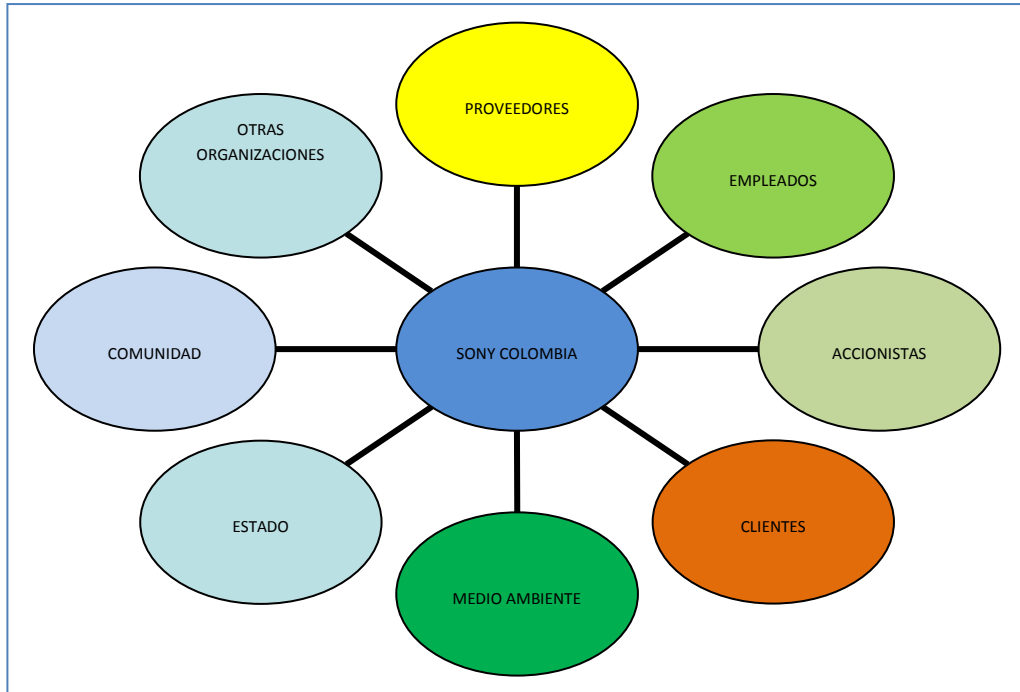 PROVEEDORES
OTRAS
ORGANIZACIONES
EMPLEADOS
COMUNIDAD
SONY COLOMBIA
ACCIONISTAS
ESTADO
CLIENTES
MEDIO AMBIENTE